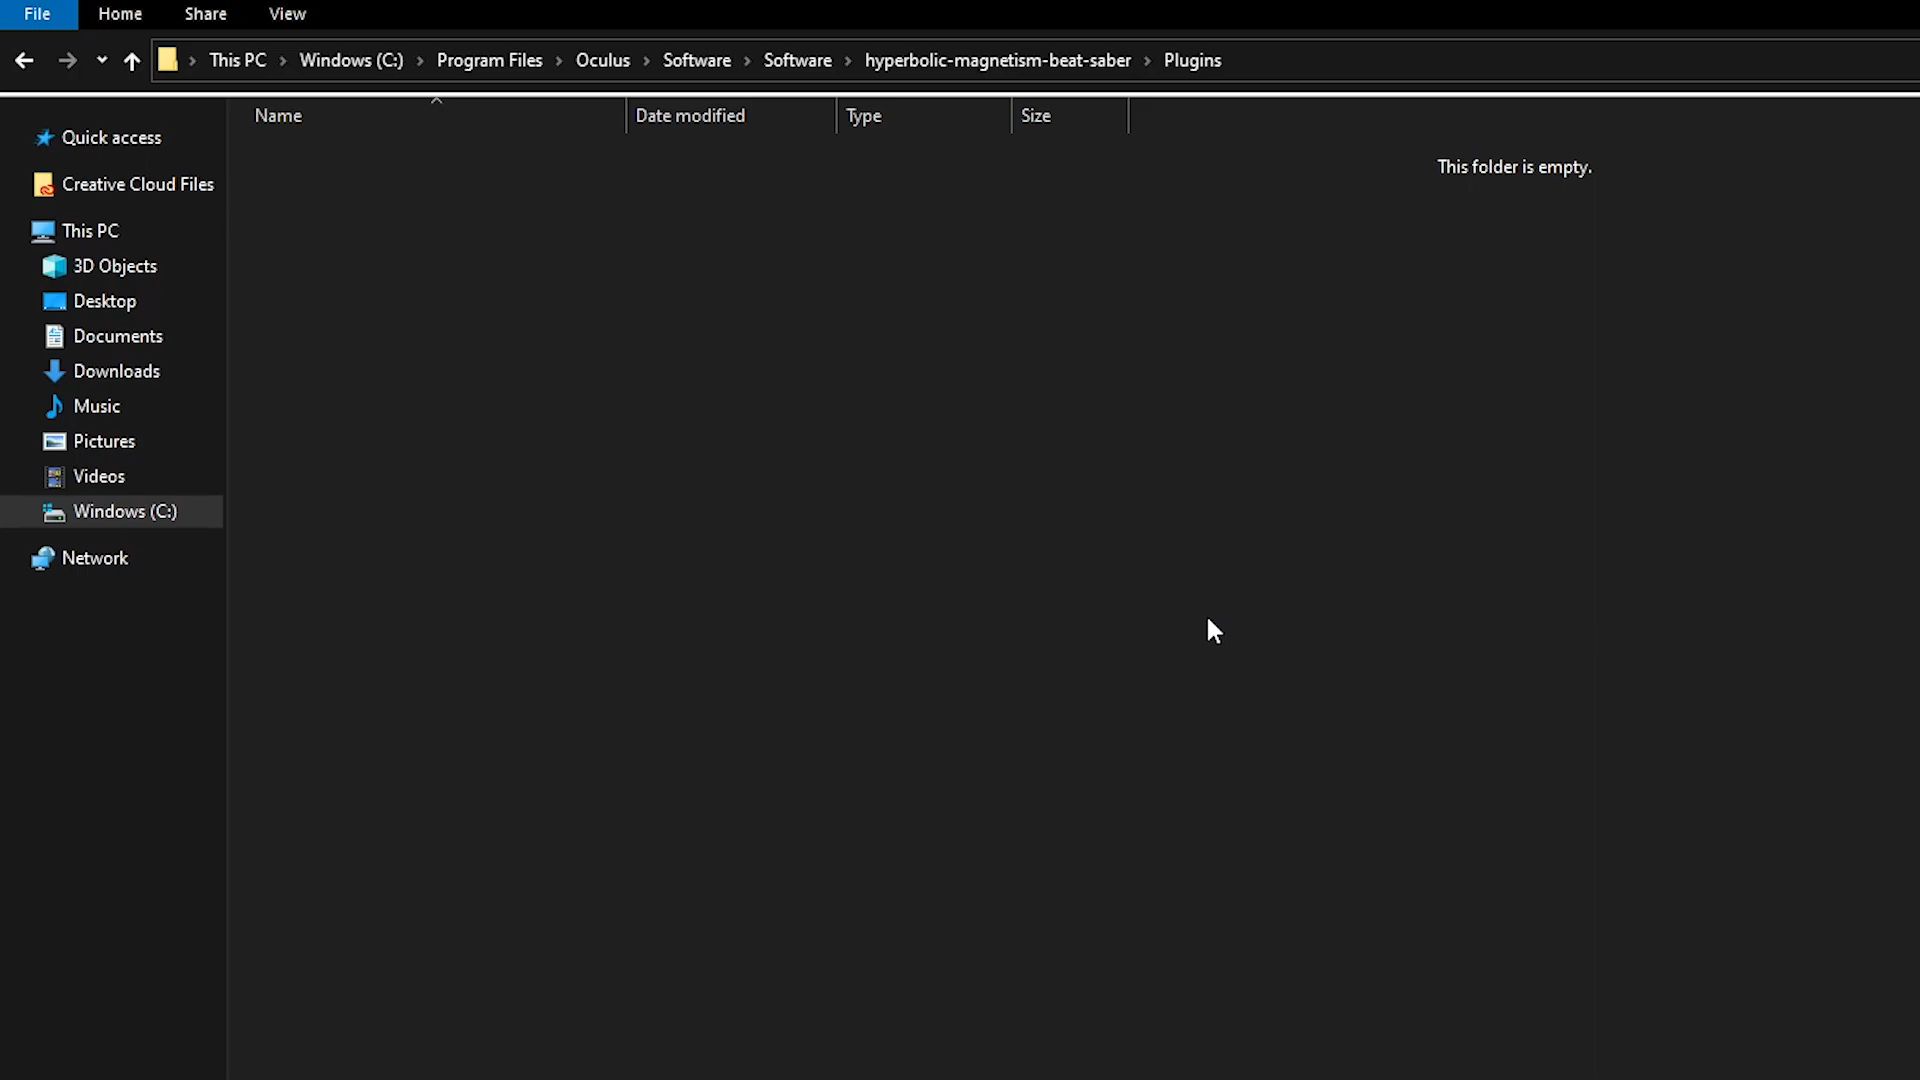 File Home Share View
This PC Windows (C:) Program Files Oculus Software Software hyperbolic-magnetism-beat-saber Plugins
Name Date modified Type Size
This folder is empty.
Quick access
Creative Cloud Files
This PC
3D Objects
Desktop
Documents
Downloads
Music
Pictures
Videos
Windows (C:)
Network